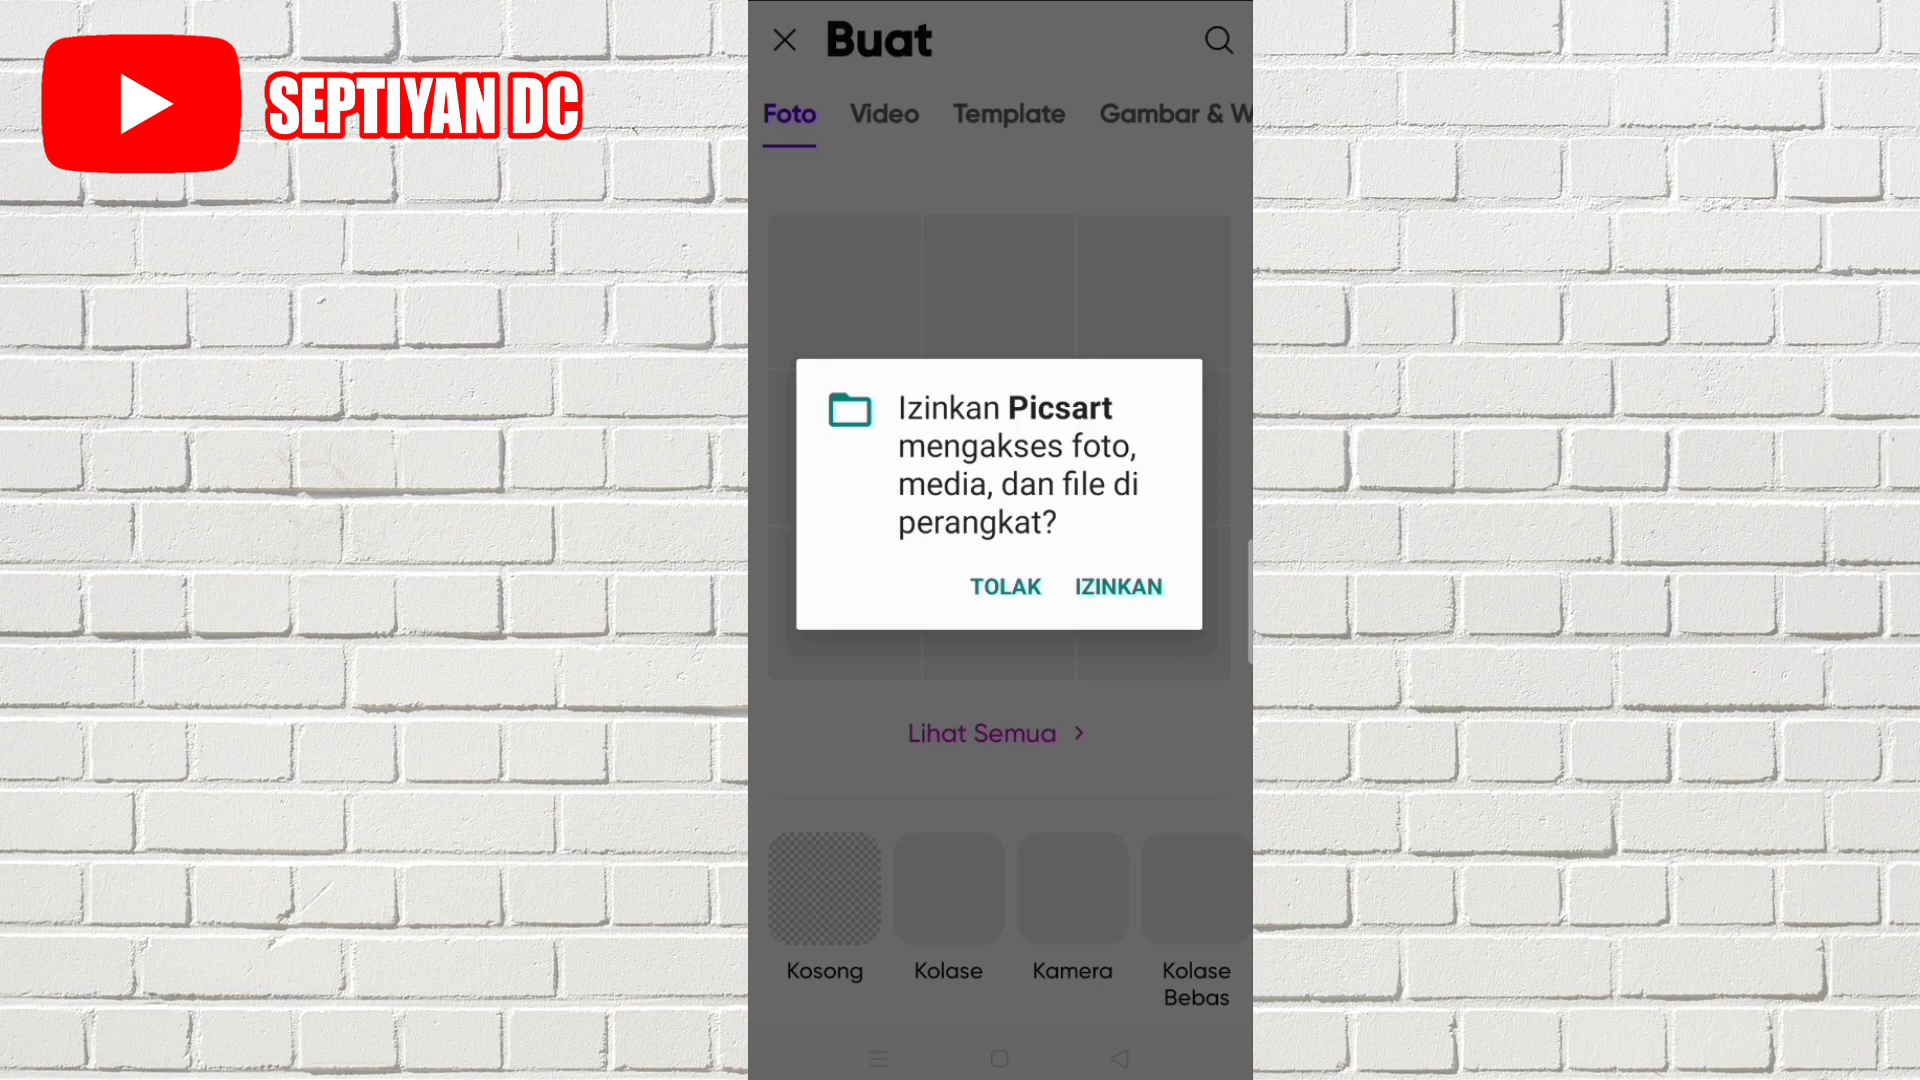 SEPTIYAN DC
Buat
Foto Video Template Gambar & W
Izinkan Picsart
mengakses foto,
media, dan file di
perangkat?
TOLAK IZINKAN
Lihat Semua
Kosong Kolase Kamera Kolase
Bebas